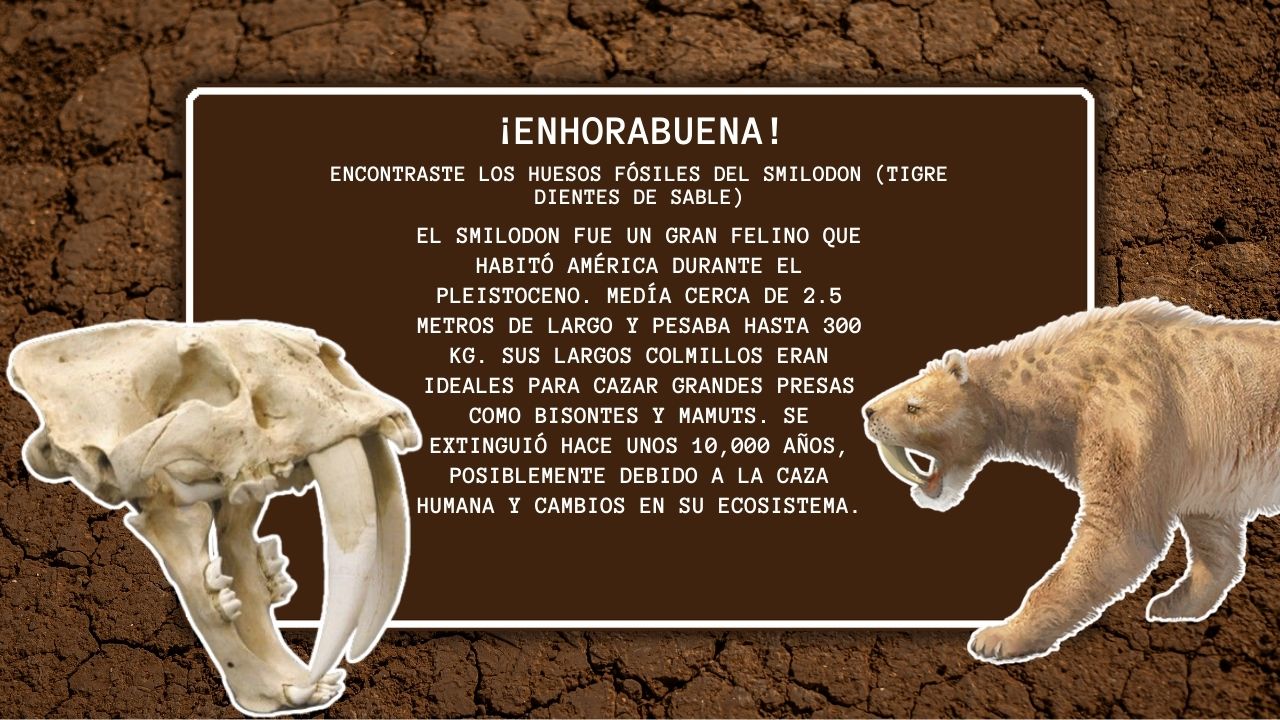 ¡ENHORABUENA!
ENCONTRASTE LOS HUESOS FÓSILES DEL SMILODON (TIGRE
DIENTES DE SABLE)
EL SMILODON FUE UN GRAN FELINO QUE
HABITÓ AMÉRICA DURANTE EL
PLEISTOCENO. MEDÍA CERCA DE 2.5
METROS DE LARGO Y PESABA HASTA 300
KG. SUS LARGOS COLMILLOS ERAN
IDEALES PARA CAZAR GRANDES PRESAS
COMO BISONTES Y MAMUTS. SE
EXTINGUIÓ HACE UNOS 10,000 AÑOS,
POSIBLEMENTE DEBIDO A LA CAZA
HUMANA Y CAMBIOS EN SU ECOSISTEMA.